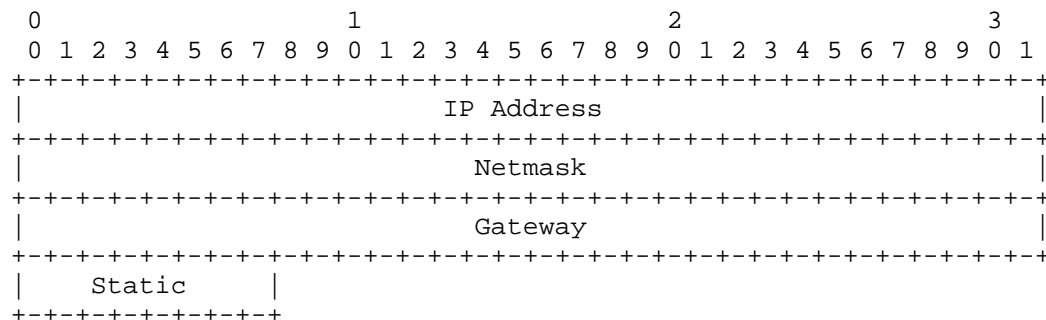 0                   1                   2                   3
 0 1 2 3 4 5 6 7 8 9 0 1 2 3 4 5 6 7 8 9 0 1 2 3 4 5 6 7 8 9 0 1
+-+-+-+-+-+-+-+-+-+-+-+-+-+-+-+-+-+-+-+-+-+-+-+-+-+-+-+-+-+-+-+-+
|                          IP Address                           |
+-+-+-+-+-+-+-+-+-+-+-+-+-+-+-+-+-+-+-+-+-+-+-+-+-+-+-+-+-+-+-+-+
|                            Netmask                            |
+-+-+-+-+-+-+-+-+-+-+-+-+-+-+-+-+-+-+-+-+-+-+-+-+-+-+-+-+-+-+-+-+
|                            Gateway                            |
+-+-+-+-+-+-+-+-+-+-+-+-+-+-+-+-+-+-+-+-+-+-+-+-+-+-+-+-+-+-+-+-+
|    Static     |
+-+-+-+-+-+-+-+-+